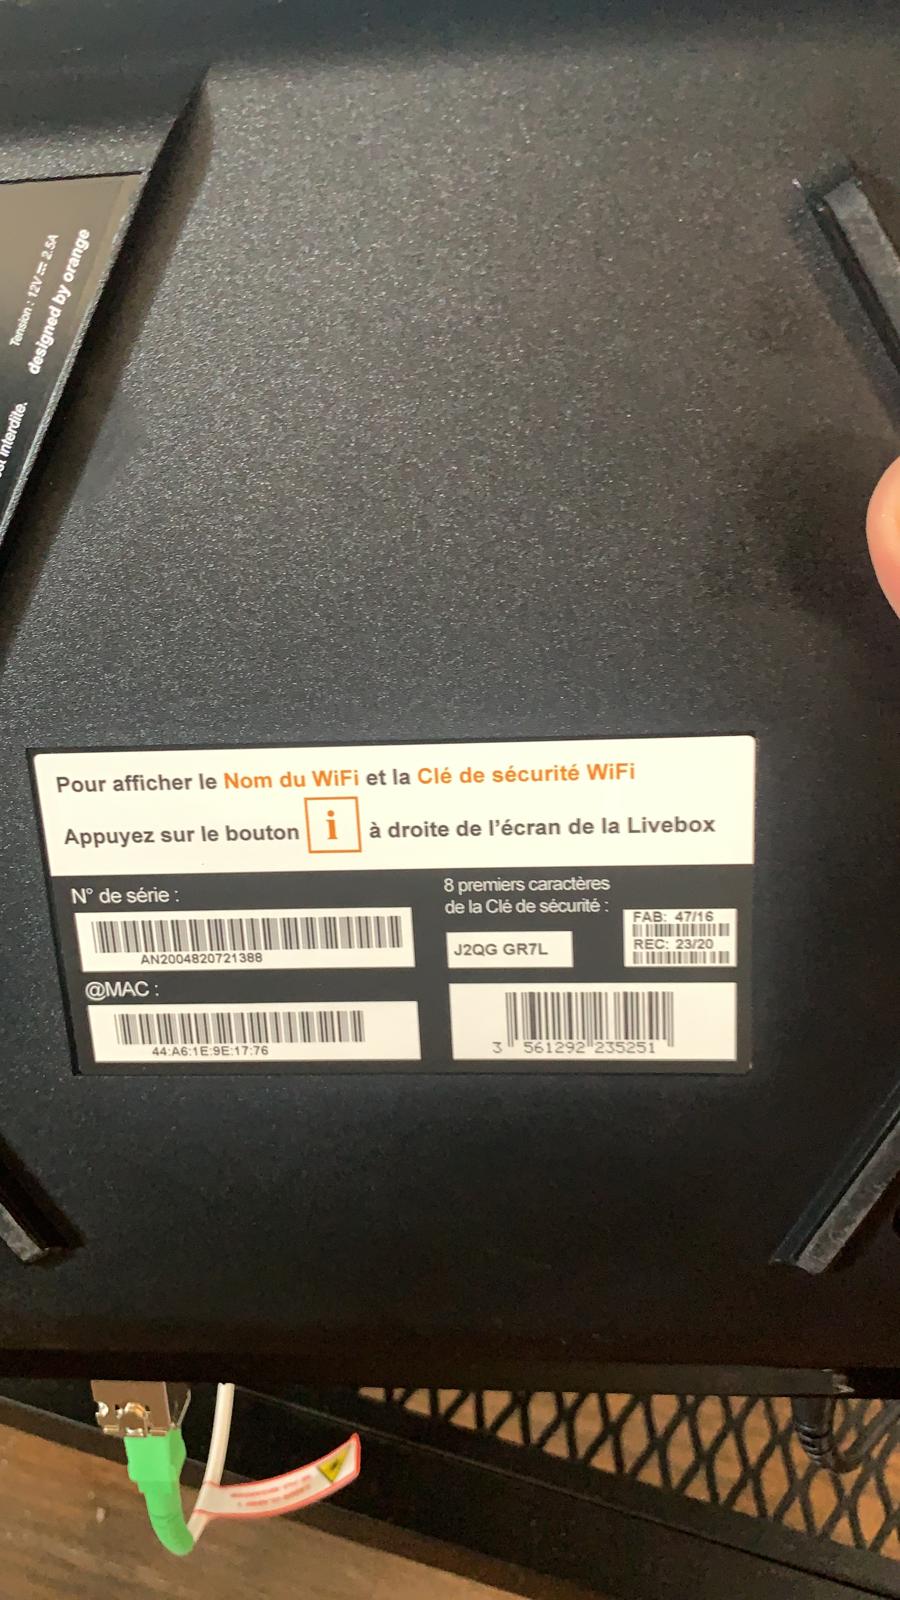 Tension : 12V ⎓ 2.5A
designed by orange
interdite.
Pour afficher le Nom du WiFi et la Clé de sécurité WiFi
Appuyez sur le bouton i à droite de l'écran de la Livebox
N° de série :
AN2004820721388
@MAC :
44:A6:1E:9E:17:76
8 premiers caractères
de la Clé de sécurité :
J2QG GR7L
FAB: 47/16
REC: 23/20
3 561292 235251